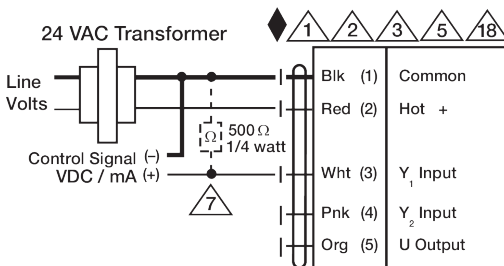 1 2 3 5 18
24 VAC Transformer
Line
Volts
Blk (1) Common
Red (2) Hot +
Ω 500 Ω
1/4 watt
Control Signal (-)
VDC / mA (+)
7
Wht (3) Y1 Input
Pnk (4) Y2 Input
Org (5) U Output